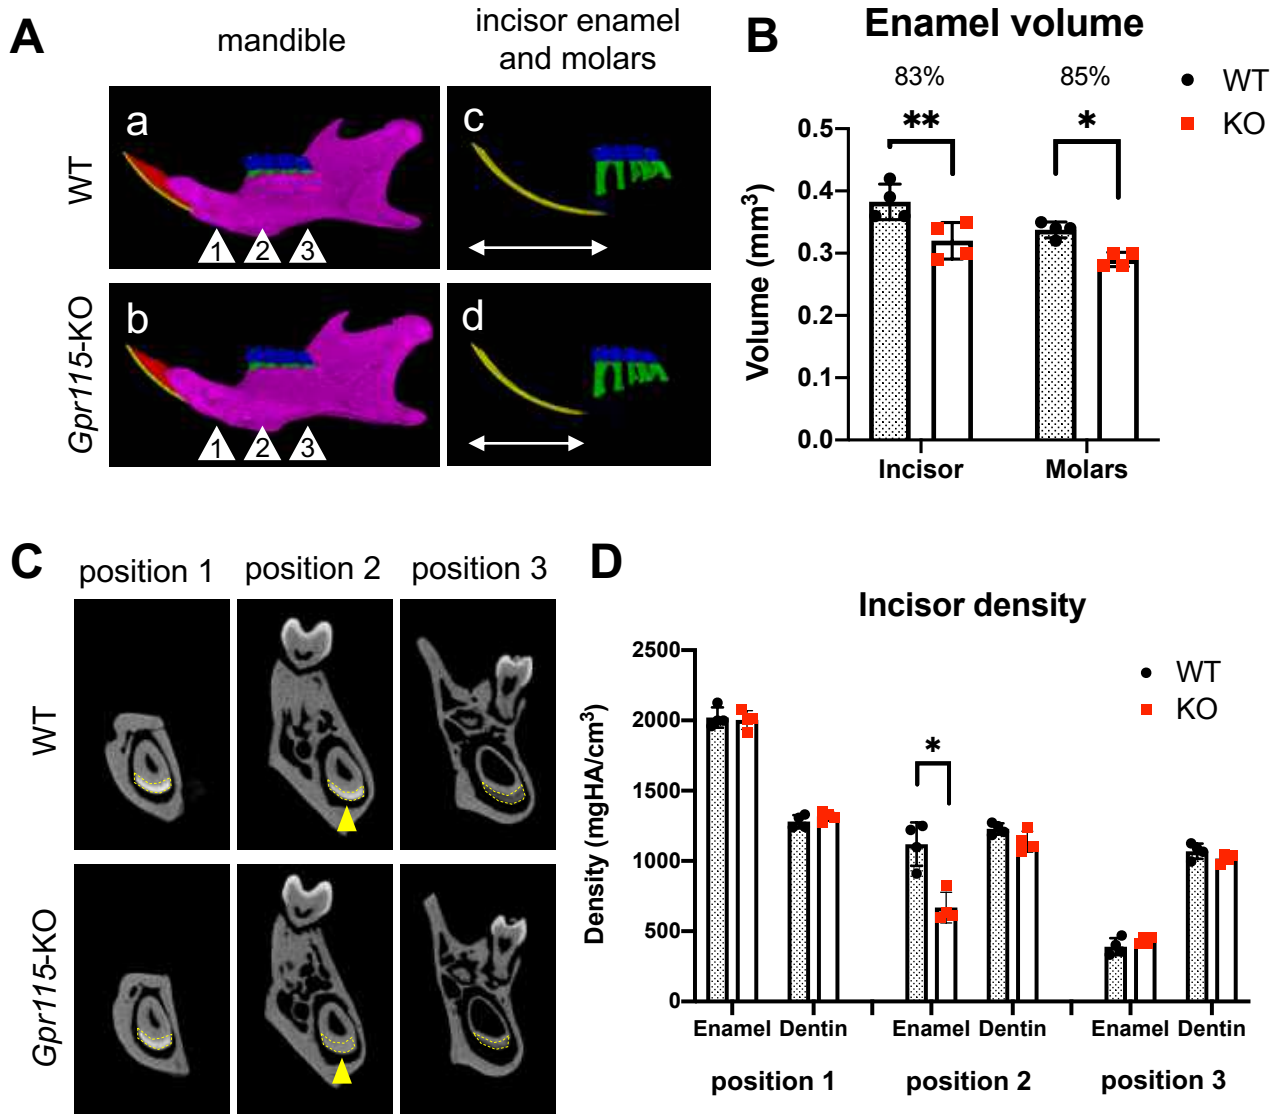 A
mandible
incisor enamel
and molars
WT
Gpr115-KO
a
1 2 3
c
b
1 2 3
d
B
Enamel volume
83% 85%
** *
WT
KO
Volume (mm³)
0.5
0.4
0.3
0.2
0.1
0.0
Incisor Molars
C
position 1 position 2 position 3
WT
Gpr115-KO
D
Incisor density
WT
KO
*
Density (mgHA/cm³)
2500
2000
1500
1000
500
0
Enamel Dentin Enamel Dentin Enamel Dentin
position 1 position 2 position 3